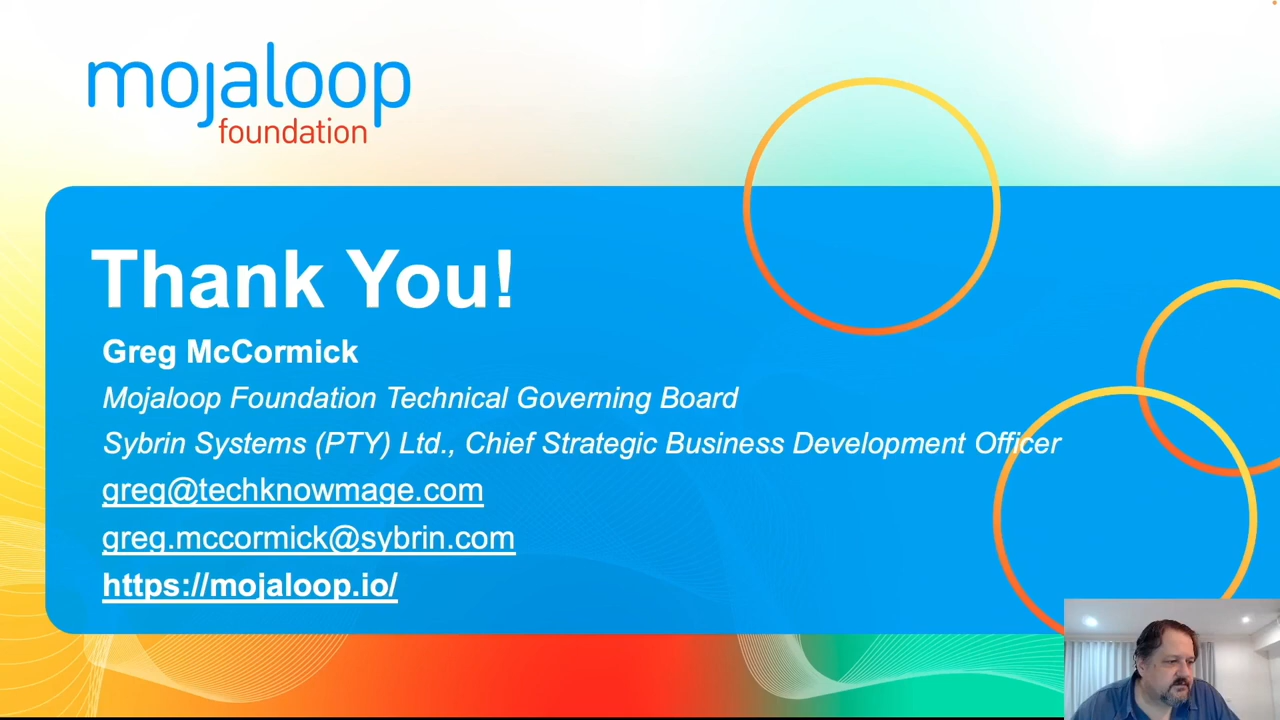 mojaloop
foundation
Thank You!
Greg McCormick
Mojaloop Foundation Technical Governing Board
Sybrin Systems (PTY) Ltd., Chief Strategic Business Development Officer
greg@techknowmage.com
greg.mccormick@sybrin.com
https://mojaloop.io/